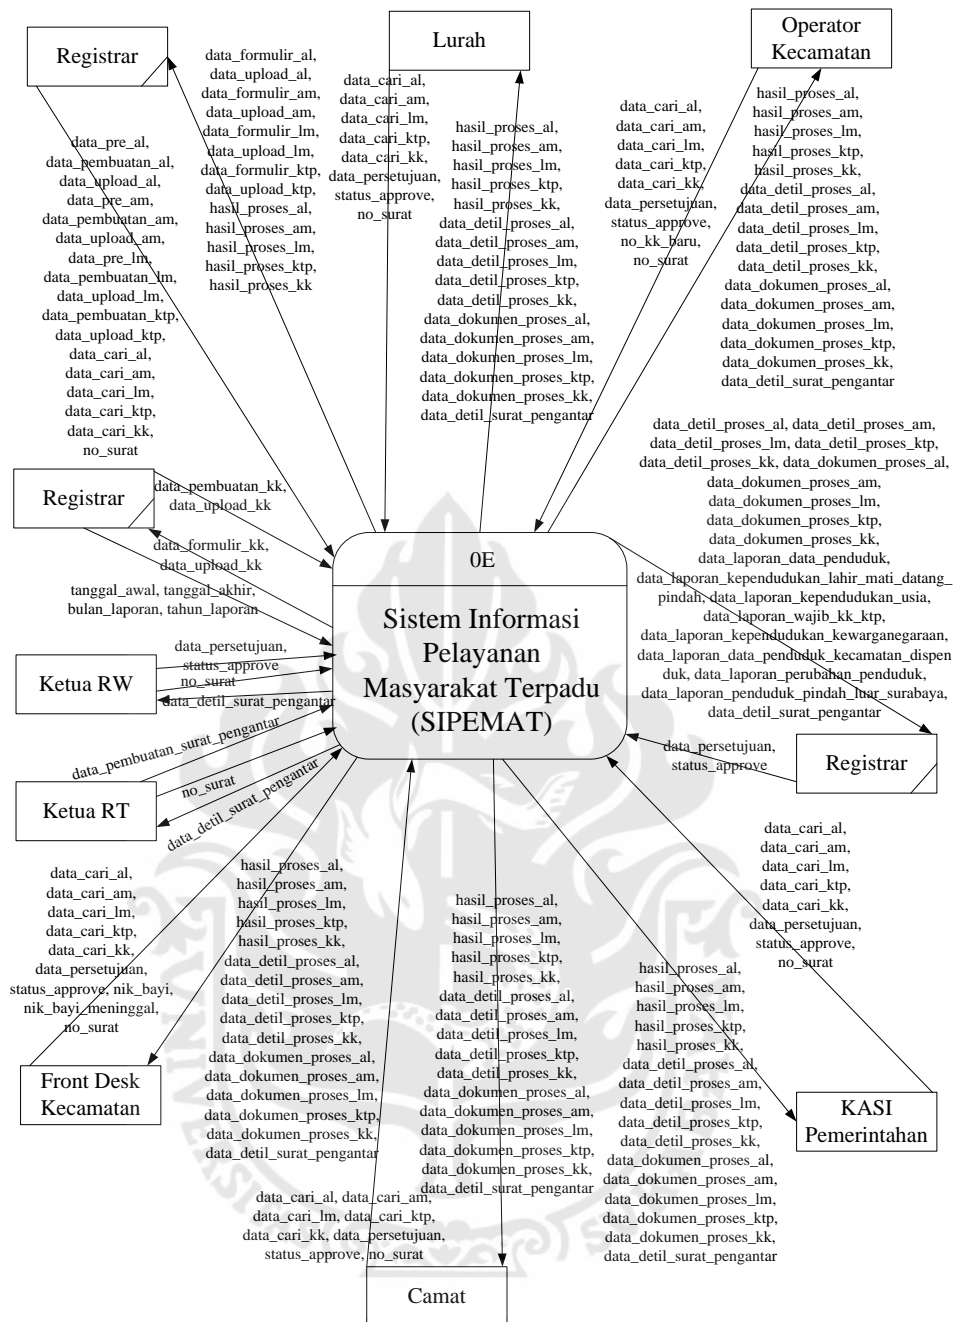 Registrar
data_formulir_al,
data_upload_al,
data_formulir_am,
data_upload_am,
data_formulir_lm,
data_upload_lm,
data_formulir_ktp,
data_upload_ktp,
hasil_proses_al,
hasil_proses_am,
hasil_proses_lm,
hasil_proses_ktp,
hasil_proses_kk
data_pre_al,
data_pembuatan_al,
data_upload_al,
data_pre_am,
data_pembuatan_am,
data_upload_am,
data_pre_lm,
data_pembuatan_lm,
data_upload_lm,
data_pembuatan_ktp,
data_upload_ktp,
data_cari_al,
data_cari_am,
data_cari_lm,
data_cari_ktp,
data_cari_kk,
no_surat
Lurah
data_cari_al,
data_cari_am,
data_cari_lm,
data_cari_ktp,
data_cari_kk,
data_persetujuan,
status_approve,
no_surat
hasil_proses_al,
hasil_proses_am,
hasil_proses_lm,
hasil_proses_ktp,
hasil_proses_kk,
data_detil_proses_al,
data_detil_proses_am,
data_detil_proses_lm,
data_detil_proses_ktp,
data_detil_proses_kk,
data_dokumen_proses_al,
data_dokumen_proses_am,
data_dokumen_proses_lm,
data_dokumen_proses_ktp,
data_dokumen_proses_kk,
data_detil_surat_pengantar
Operator
Kecamatan
data_cari_al,
data_cari_am,
data_cari_lm,
data_cari_ktp,
data_cari_kk,
data_persetujuan,
status_approve,
no_kk_baru,
no_surat
hasil_proses_al,
hasil_proses_am,
hasil_proses_lm,
hasil_proses_ktp,
hasil_proses_kk,
data_detil_proses_al,
data_detil_proses_am,
data_detil_proses_lm,
data_detil_proses_ktp,
data_detil_proses_kk,
data_dokumen_proses_al,
data_dokumen_proses_am,
data_dokumen_proses_lm,
data_dokumen_proses_ktp,
data_dokumen_proses_kk,
data_detil_surat_pengantar
Registrar
data_pembuatan_kk,
data_upload_kk
data_formulir_kk,
data_upload_kk
tanggal_awal, tanggal_akhir,
bulan_laporan, tahun_laporan
0E
Sistem Informasi
Pelayanan
Masyarakat Terpadu
(SIPEMAT)
data_detil_proses_al, data_detil_proses_am,
data_detil_proses_lm, data_detil_proses_ktp,
data_detil_proses_kk, data_dokumen_proses_al,
data_dokumen_proses_am,
data_dokumen_proses_lm,
data_dokumen_proses_ktp,
data_dokumen_proses_kk,
data_laporan_data_penduduk,
data_laporan_kependudukan_lahir_mati_datang_
pindah, data_laporan_kependudukan_usia,
data_laporan_wajib_kk_ktp,
data_laporan_kependudukan_kewarganegaraan,
data_laporan_data_penduduk_kecamatan_dispen
duk, data_laporan_perubahan_penduduk,
data_laporan_penduduk_pindah_luar_surabaya,
data_detil_surat_pengantar
Registrar
data_persetujuan,
status_approve
Ketua RW
data_persetujuan,
status_approve
no_surat
data_detil_surat_pengantar
Ketua RT
data_pembuatan_surat_pengantar
no_surat
data_detil_surat_pengantar
data_cari_al,
data_cari_am,
data_cari_lm,
data_cari_ktp,
data_cari_kk,
data_persetujuan,
status_approve, nik_bayi,
nik_bayi_meninggal,
no_surat
Front Desk
Kecamatan
hasil_proses_al,
hasil_proses_am,
hasil_proses_lm,
hasil_proses_ktp,
hasil_proses_kk,
data_detil_proses_al,
data_detil_proses_am,
data_detil_proses_lm,
data_detil_proses_ktp,
data_detil_proses_kk,
data_dokumen_proses_al,
data_dokumen_proses_am,
data_dokumen_proses_lm,
data_dokumen_proses_ktp,
data_dokumen_proses_kk,
data_detil_surat_pengantar
data_cari_al, data_cari_am,
data_cari_lm, data_cari_ktp,
data_cari_kk, data_persetujuan,
status_approve, no_surat
Camat
hasil_proses_al,
hasil_proses_am,
hasil_proses_lm,
hasil_proses_ktp,
hasil_proses_kk,
data_detil_proses_al,
data_detil_proses_am,
data_detil_proses_lm,
data_detil_proses_ktp,
data_detil_proses_kk,
data_dokumen_proses_al,
data_dokumen_proses_am,
data_dokumen_proses_lm,
data_dokumen_proses_ktp,
data_dokumen_proses_kk,
data_detil_surat_pengantar
hasil_proses_al,
hasil_proses_am,
hasil_proses_lm,
hasil_proses_ktp,
hasil_proses_kk,
data_detil_proses_al,
data_detil_proses_am,
data_detil_proses_lm,
data_detil_proses_ktp,
data_detil_proses_kk,
data_dokumen_proses_al,
data_dokumen_proses_am,
data_dokumen_proses_lm,
data_dokumen_proses_ktp,
data_dokumen_proses_kk,
data_detil_surat_pengantar
data_cari_al,
data_cari_am,
data_cari_lm,
data_cari_ktp,
data_cari_kk,
data_persetujuan,
status_approve,
no_surat
KASI
Pemerintahan